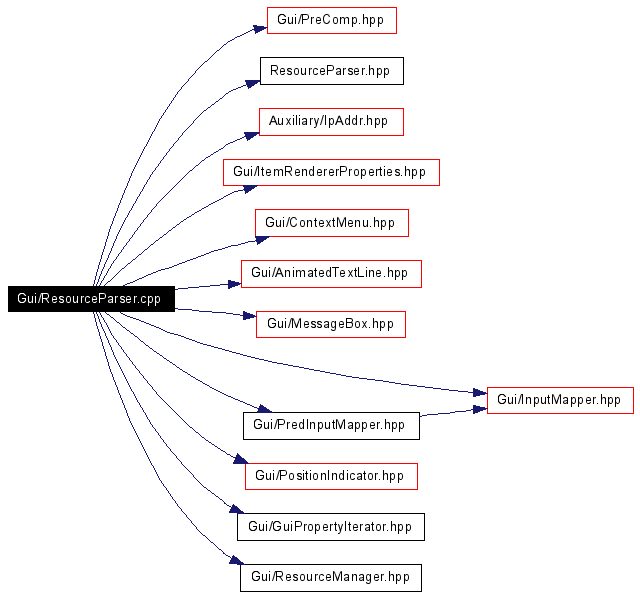 Gui/PreComp.hpp
ResourceParser.hpp
Auxiliary/IpAddr.hpp
Gui/ItemRendererProperties.hpp
Gui/ContextMenu.hpp
Gui/AnimatedTextLine.hpp
Gui/ResourceParser.cpp
Gui/MessageBox.hpp
Gui/InputMapper.hpp
Gui/PredInputMapper.hpp
Gui/PositionIndicator.hpp
Gui/GuiPropertyIterator.hpp
Gui/ResourceManager.hpp